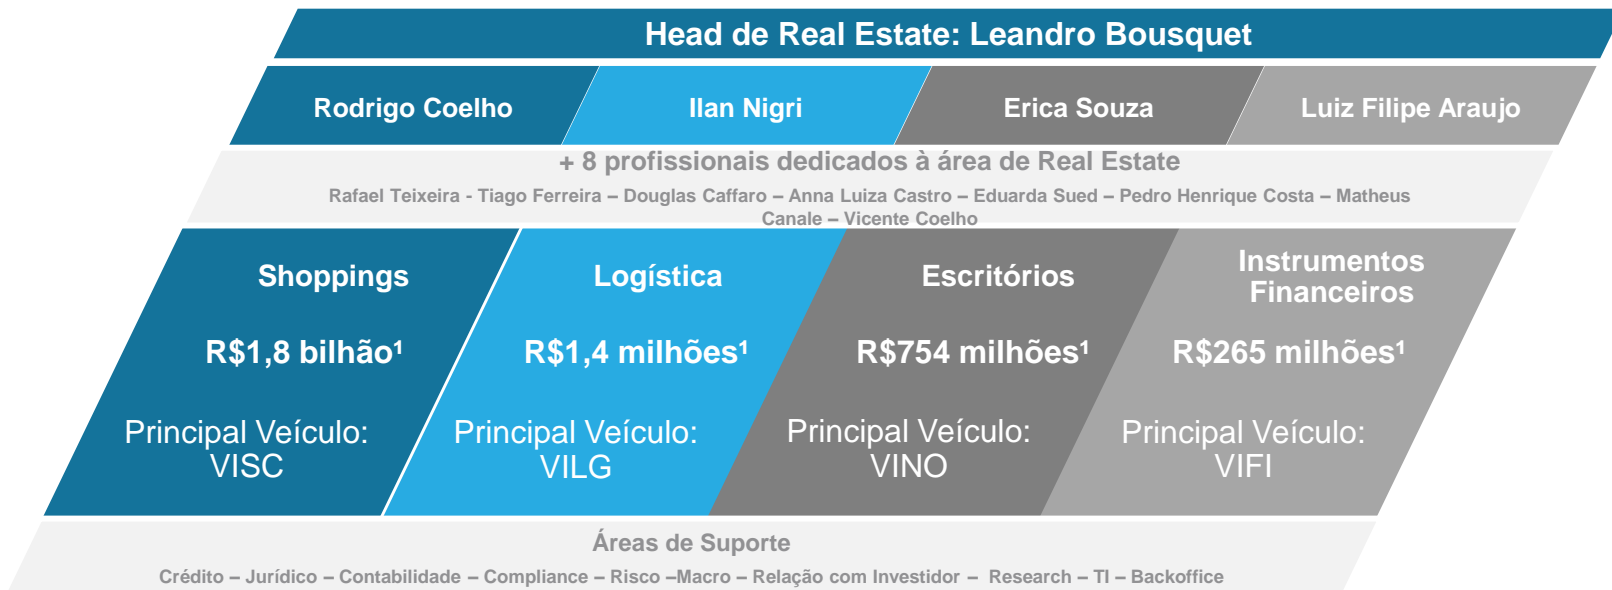 Head de Real Estate: Leandro Bousquet
Rodrigo Coelho
Ilan Nigri
Erica Souza
Luiz Filipe Araujo
+ 8 profissionais dedicados à área de Real Estate
Rafael Teixeira - Tiago Ferreira – Douglas Caffaro – Anna Luiza Castro – Eduarda Sued – Pedro Henrique Costa – Matheus
Canale – Vicente Coelho
Shoppings
R$1,8 bilhão¹
Principal Veículo:
VISC
Logística
R$1,4 milhões¹
Principal Veículo:
VILG
Escritórios
R$754 milhões¹
Principal Veículo:
VINO
Instrumentos
Financeiros
R$265 milhões¹
Principal Veículo:
VIFI
Áreas de Suporte
Crédito – Jurídico – Contabilidade – Compliance – Risco –Macro – Relação com Investidor – Research – TI – Backoffice